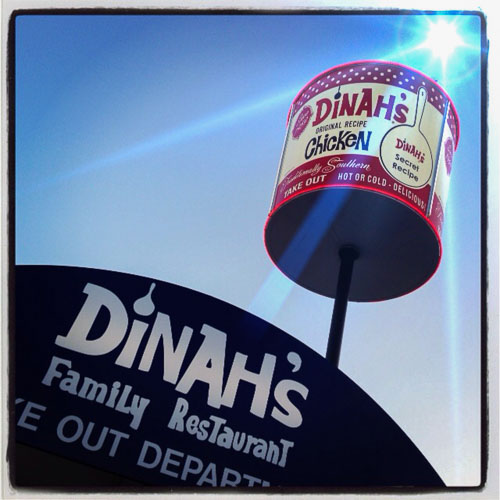 DINAH'S
ORIGINAL RECIPE
CHICKEN
Traditionally Southern
TAKE OUT HOT OR COLD - DELICIOUS!
DINAH'S
Secret
Recipe
DINAH'S
Family Restaurant
KE OUT DEPART